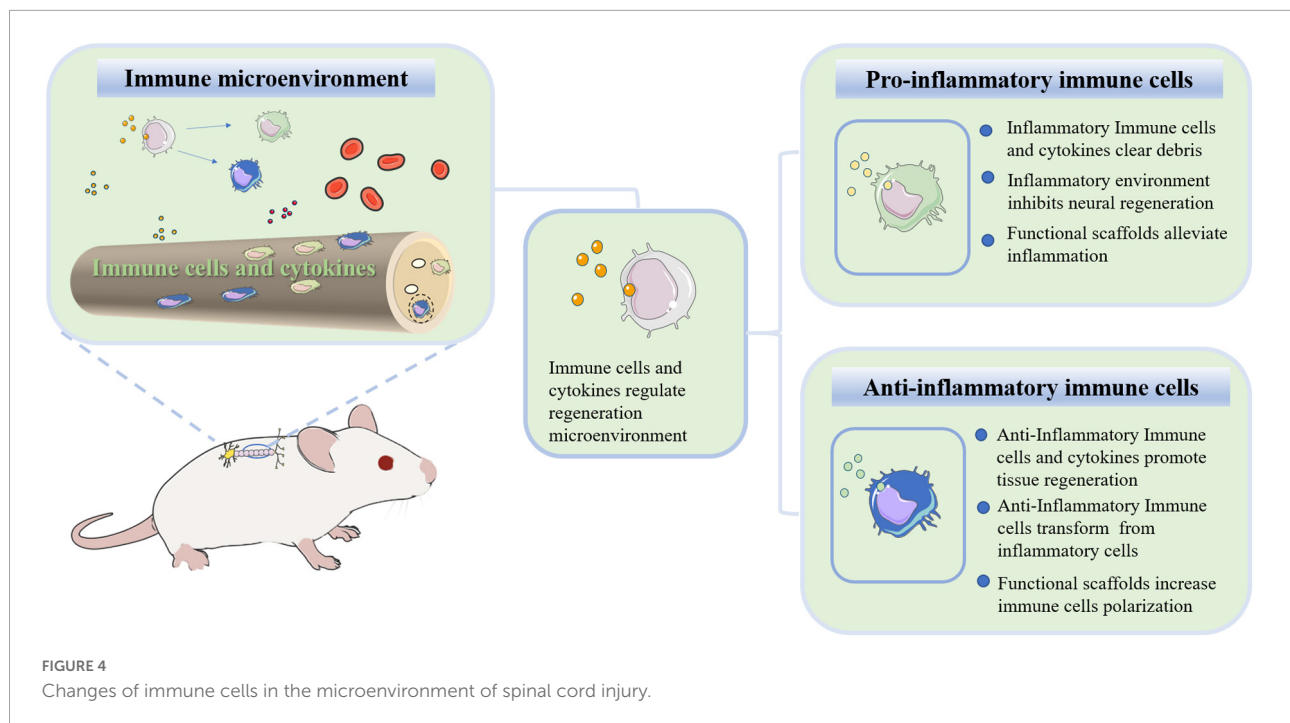 Immune microenvironment
Immune cells and cytokines
Immune cells and
cytokines regulate
regeneration
microenvironment
Pro-inflammatory immune cells
Inflammatory Immune cells
and cytokines clear debris
Inflammatory environment
inhibits neural regeneration
Functional scaffolds alleviate
inflammation
Anti-inflammatory immune cells
Anti-Inflammatory Immune
cells and cytokines promote
tissue regeneration
Anti-Inflammatory Immune
cells transform from
inflammatory cells
Functional scaffolds increase
immune cells polarization
FIGURE 4
Changes of immune cells in the microenvironment of spinal cord injury.